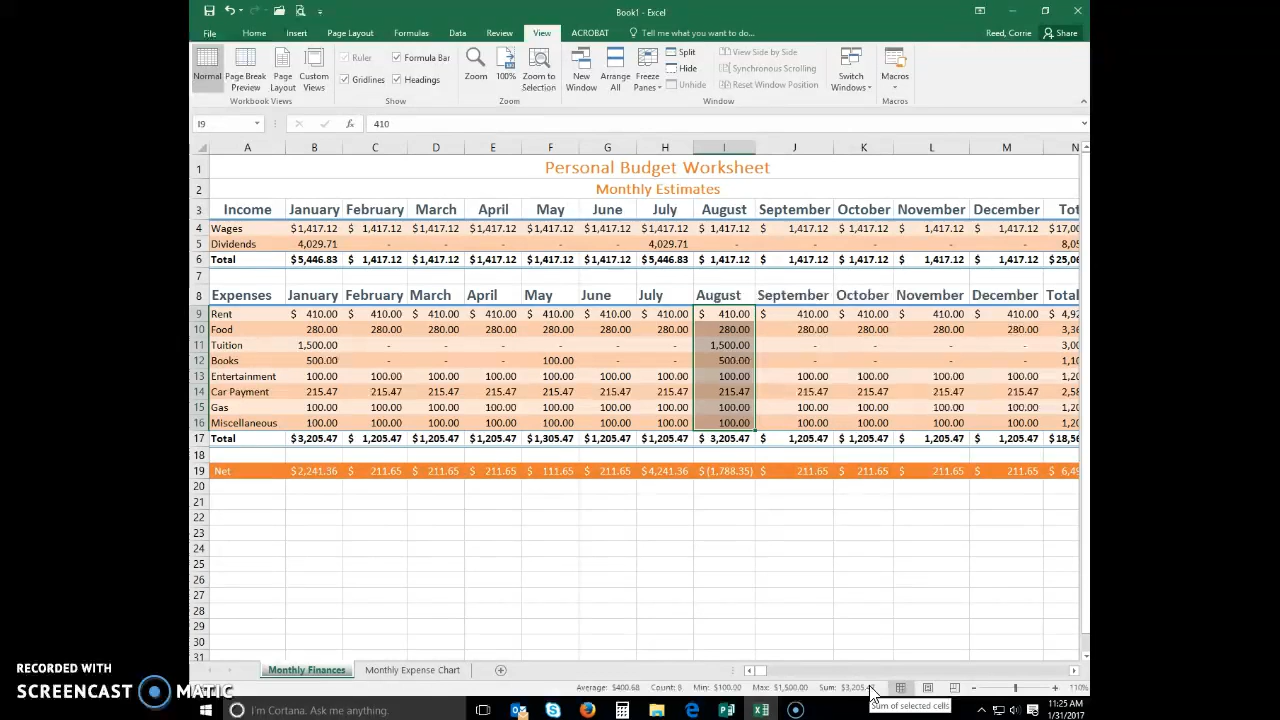 Book1 - Excel
File Home Insert Page Layout Formulas Data Review View ACROBAT Tell me what you want to do... Reed, Corrie Share
Normal Page Break Preview Page Layout Custom Views Ruler Formula Bar Gridlines Headings Zoom 100% Zoom to Selection New Window Arrange All Freeze Panes Split Hide Unhide View Side by Side Synchronous Scrolling Reset Window Position Switch Windows Macros
Workbook Views Show Zoom Window Macros
I9 fx 410
A B C D E F G H I J K L M N
1 Personal Budget Worksheet
2 Monthly Estimates
3 Income January February March April May June July August September October November December Tot
4 Wages $1,417.12 $ 1,417.12 $1,417.12 $1,417.12 $1,417.12 $1,417.12 $1,417.12 $ 1,417.12 $ 1,417.12 $1,417.12 $ 1,417.12 $ 1,417.12 $17,00
5 Dividends 4,029.71 - - - - - 4,029.71 - - - - - 8,05
6 Total $5,446.83 $ 1,417.12 $1,417.12 $1,417.12 $1,417.12 $1,417.12 $5,446.83 $ 1,417.12 $ 1,417.12 $1,417.12 $ 1,417.12 $ 1,417.12 $25,06
7
8 Expenses January February March April May June July August September October November December Total
9 Rent $ 410.00 $ 410.00 $ 410.00 $ 410.00 $ 410.00 $ 410.00 $ 410.00 $ 410.00 $ 410.00 $ 410.00 $ 410.00 $ 410.00 $ 4,92
10 Food 280.00 280.00 280.00 280.00 280.00 280.00 280.00 280.00 280.00 280.00 280.00 280.00 3,36
11 Tuition 1,500.00 - - - - - - 1,500.00 - - - - 3,00
12 Books 500.00 - - - 100.00 - - 500.00 - - - - 1,10
13 Entertainment 100.00 100.00 100.00 100.00 100.00 100.00 100.00 100.00 100.00 100.00 100.00 100.00 1,20
14 Car Payment 215.47 215.47 215.47 215.47 215.47 215.47 215.47 215.47 215.47 215.47 215.47 215.47 2,58
15 Gas 100.00 100.00 100.00 100.00 100.00 100.00 100.00 100.00 100.00 100.00 100.00 100.00 1,20
16 Miscellaneous 100.00 100.00 100.00 100.00 100.00 100.00 100.00 100.00 100.00 100.00 100.00 100.00 1,20
17 Total $3,205.47 $ 1,205.47 $1,205.47 $1,205.47 $1,305.47 $1,205.47 $1,205.47 $ 3,205.47 $ 1,205.47 $1,205.47 $ 1,205.47 $ 1,205.47 $18,56
18
19 Net $2,241.36 $ 211.65 $ 211.65 $ 211.65 $ 111.65 $ 211.65 $4,241.36 $(1,788.35) $ 211.65 $ 211.65 $ 211.65 $ 211.65 $ 6,49
20
21
22
23
24
25
26
27
28
29
30
31
Monthly Finances Monthly Expense Chart
Average: $400.68 Count: 8 Min: $100.00 Max: $1,500.00 Sum: $3,205.47 110%
Sum of selected cells
RECORDED WITH
SCREENCAST MATIC
I'm Cortana. Ask me anything.
11:25 AM
1/31/2017